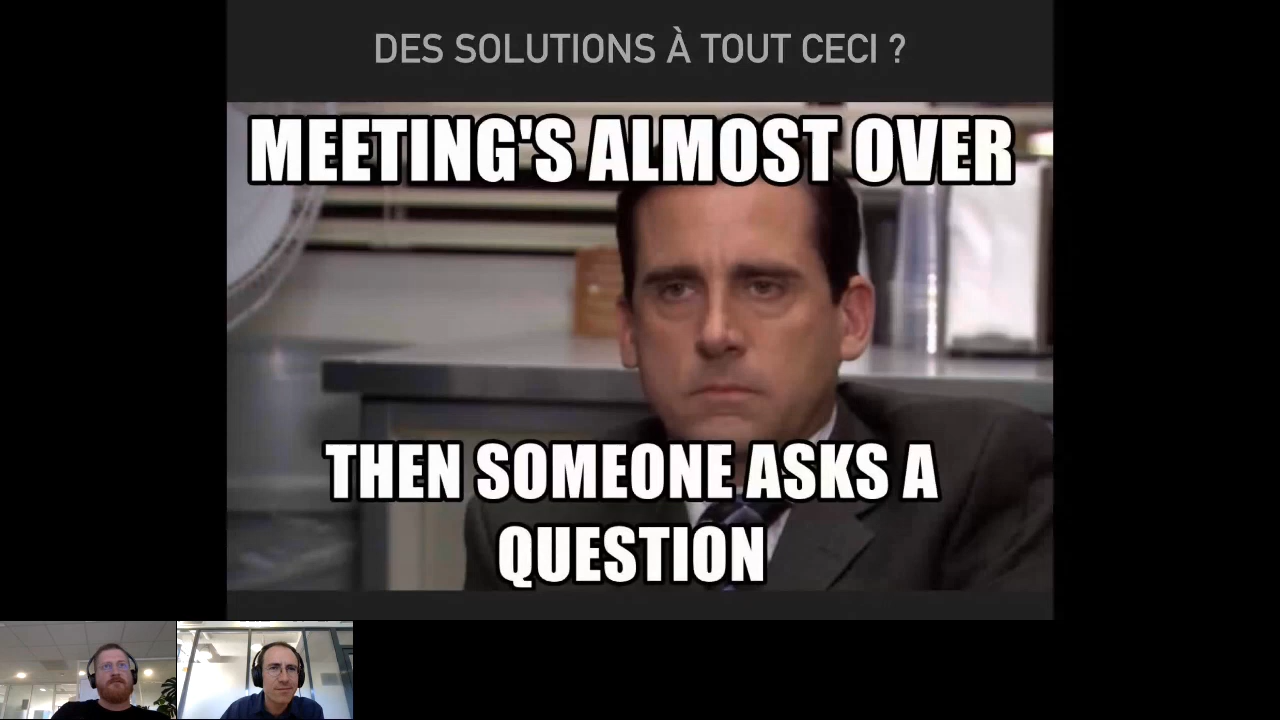 DES SOLUTIONS À TOUT CECI ?
MEETING'S ALMOST OVER
THEN SOMEONE ASKS A
QUESTION